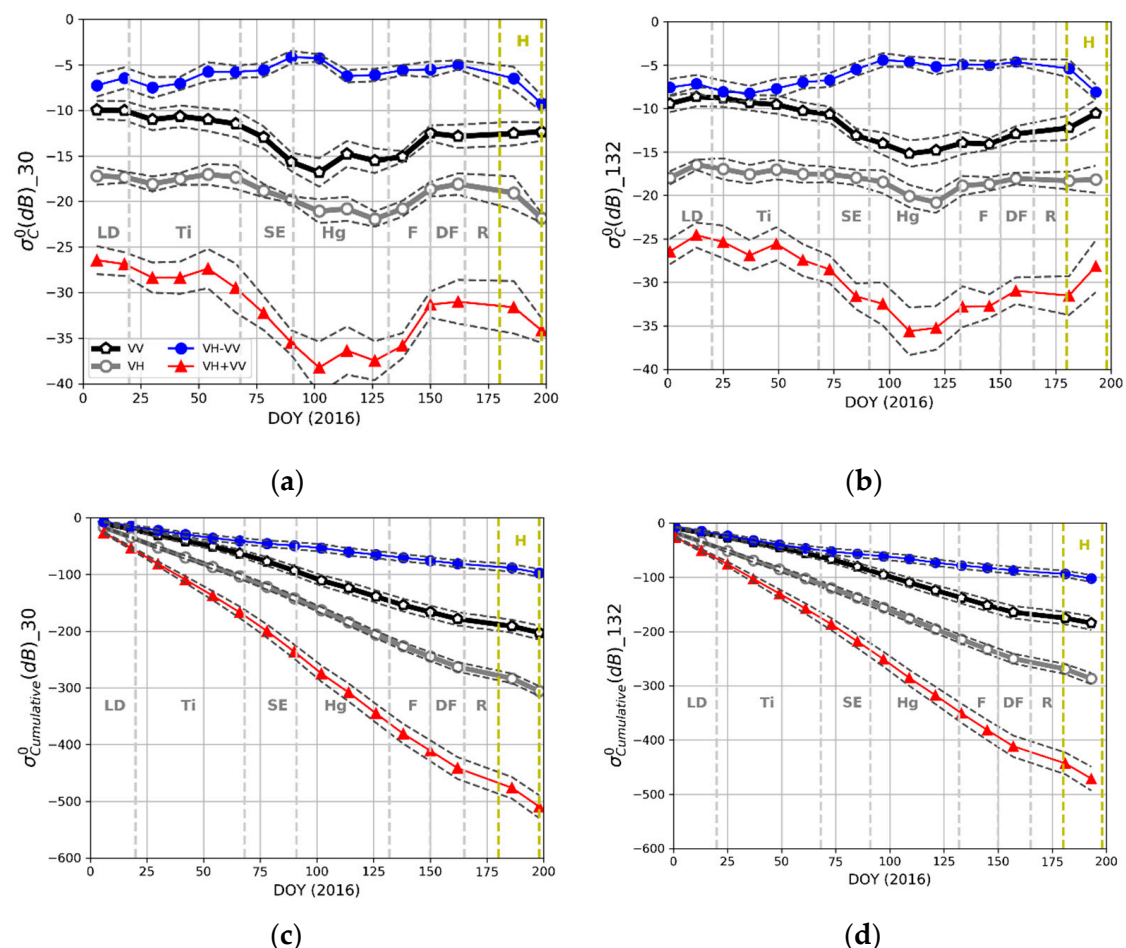 0
−5
−10
−15
−20
−25
−30
−35
−40
σ⁰_C(dB)_30
H
LD Ti SE Hg F DF R
VV VH-VV
VH VH+VV
0 25 50 75 100 125 150 175 200
DOY (2016)
(a)
0
−5
−10
−15
−20
−25
−30
−35
−40
σ⁰_C(dB)_132
H
LD Ti SE Hg F DF R
0 25 50 75 100 125 150 175 200
DOY (2016)
(b)
0
−100
−200
−300
−400
−500
−600
σ⁰_Cumulative(dB)_30
H
LD Ti SE Hg F DF R
0 25 50 75 100 125 150 175 200
DOY (2016)
(c)
0
−100
−200
−300
−400
−500
−600
σ⁰_Cumulative(dB)_132
H
LD Ti SE Hg F DF R
0 25 50 75 100 125 150 175 200
DOY (2016)
(d)